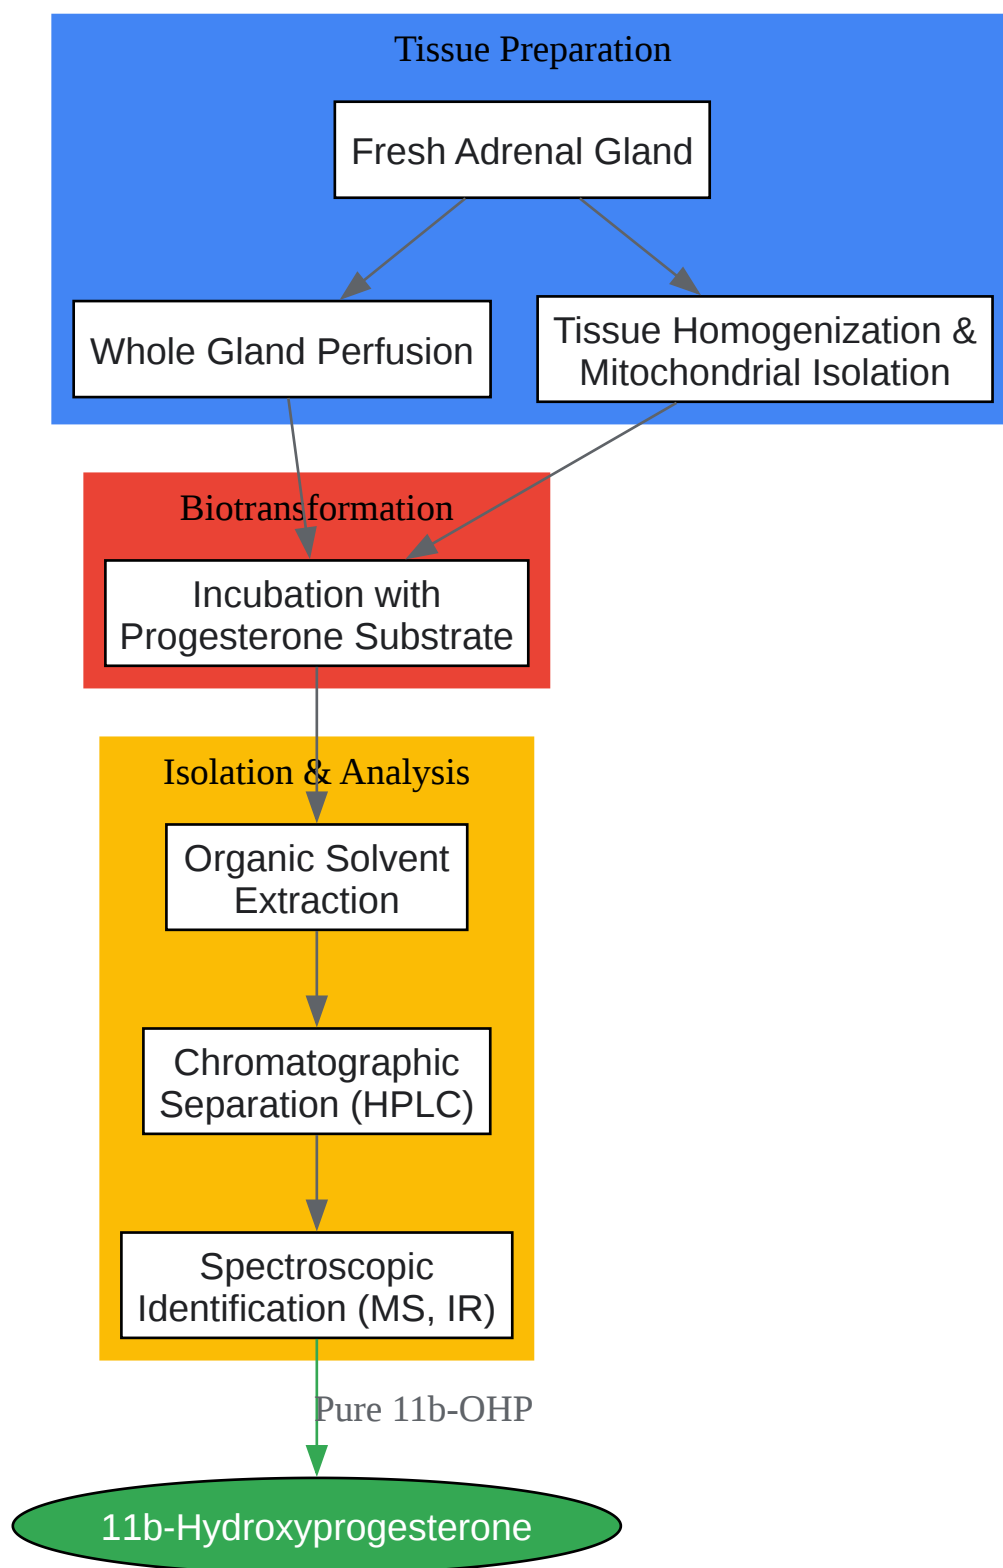 Tissue Preparation
Fresh Adrenal Gland
Whole Gland Perfusion
Tissue Homogenization &
Mitochondrial Isolation
Biotransformation
Incubation with
Progesterone Substrate
Isolation & Analysis
Organic Solvent
Extraction
Chromatographic
Separation (HPLC)
Spectroscopic
Identification (MS, IR)
Pure 11b-OHP
11b-Hydroxyprogesterone